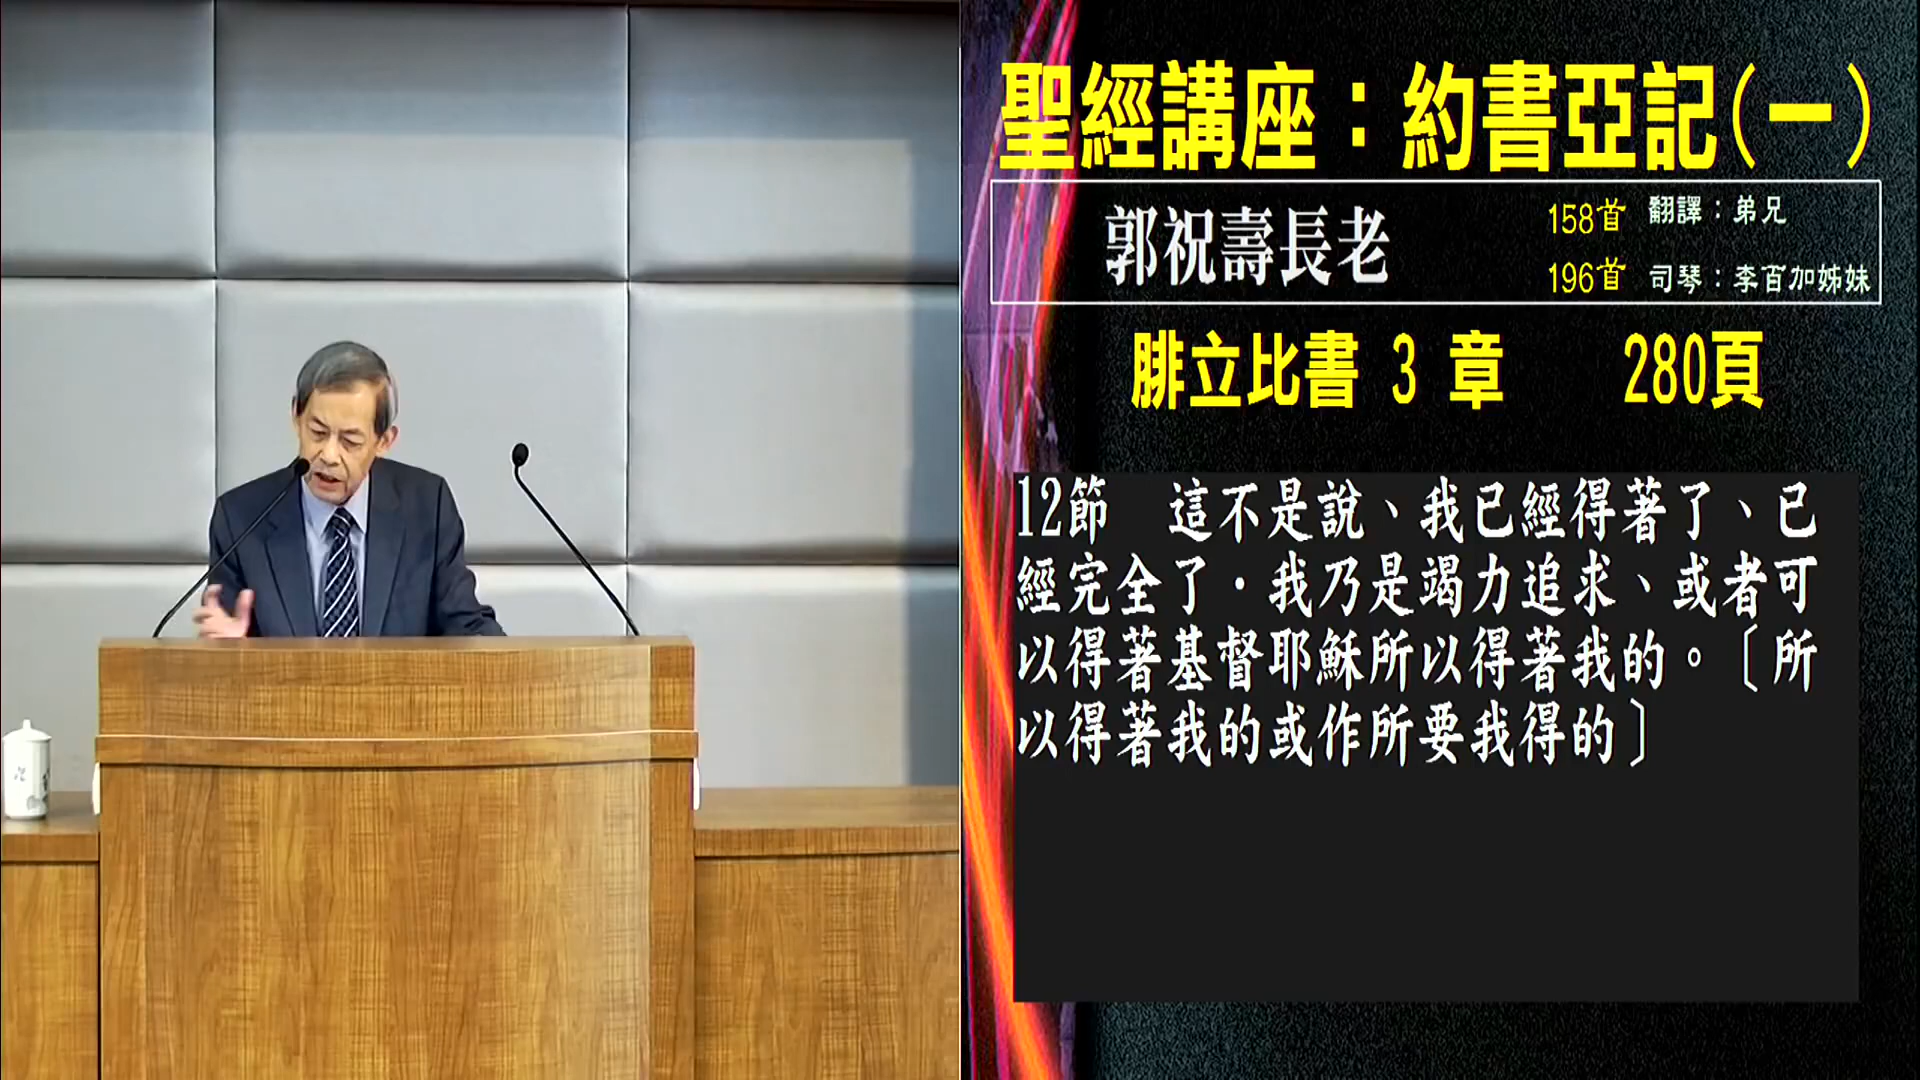 聖經講座：約書亞記(一)
郭祝壽長老
158首 翻譯：弟兄
196首 司琴：李百加姊妹
腓立比書 3 章 280頁
12節 這不是說、我已經得著了、已
經完全了．我乃是竭力追求、或者可
以得著基督耶穌所以得著我的。〔所
以得著我的或作所要我得的〕